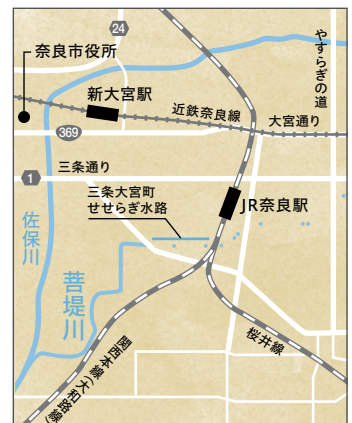 24
奈良市役所
やすらぎの道
新大宮駅
近鉄奈良線
大宮通り
369
三条通り
1
三条大宮町
せせらぎ水路
JR奈良駅
佐保川
菩提川
関西本線
(大和路線)
桜井線